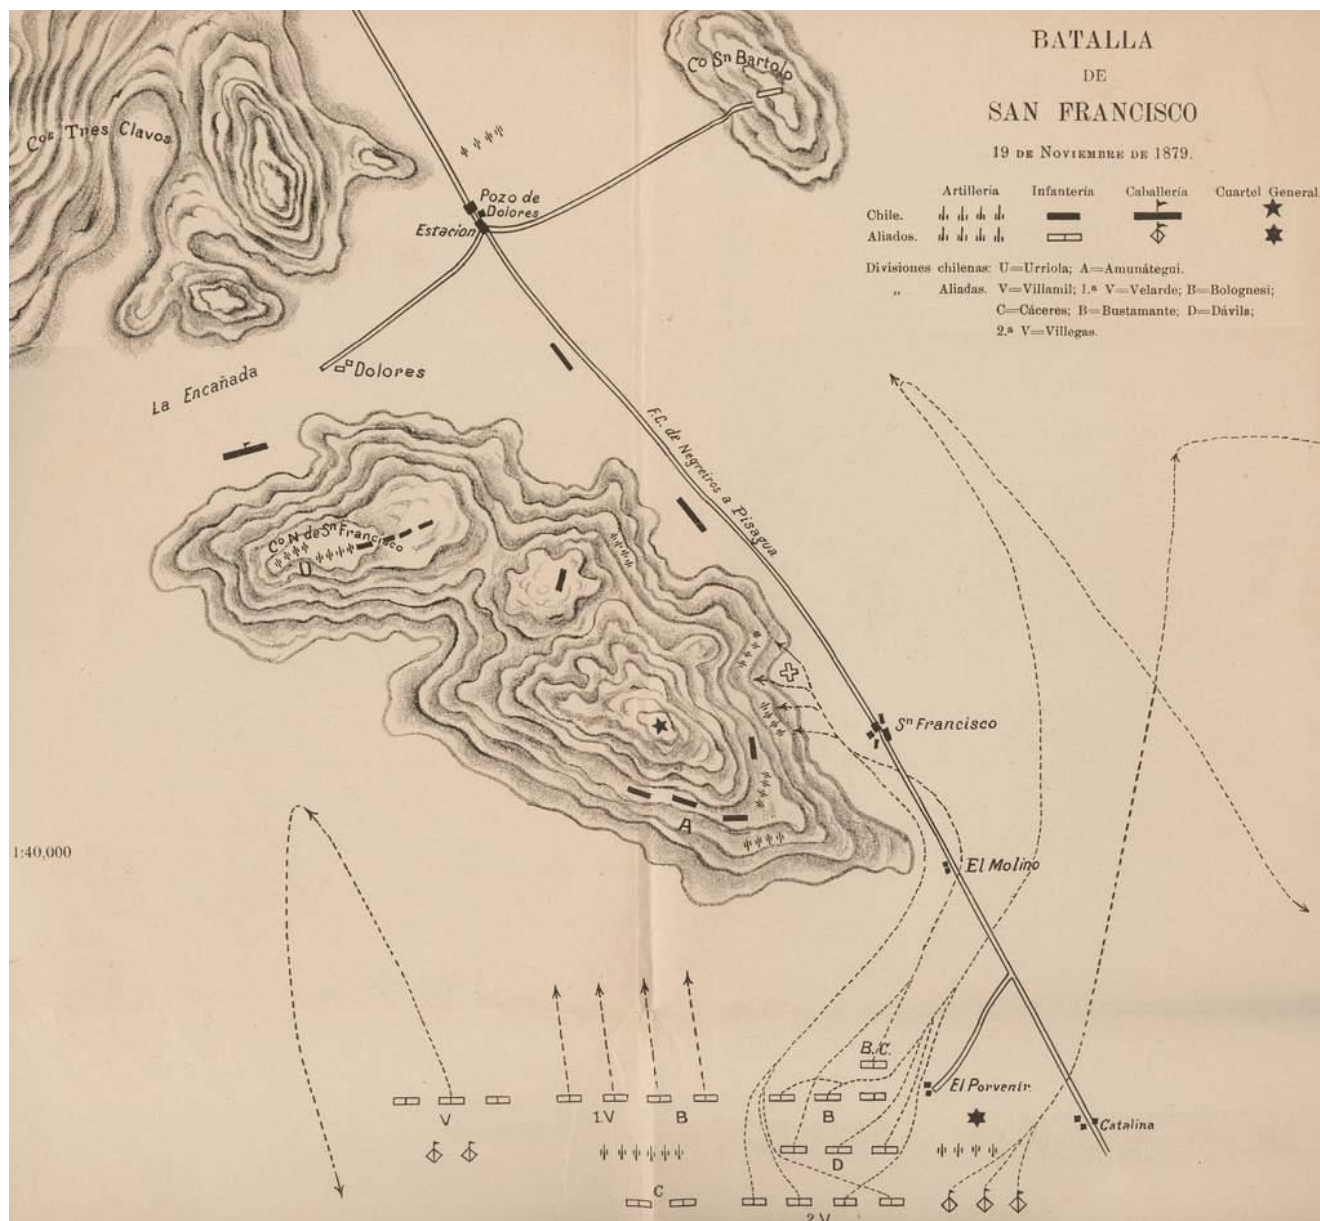 BATALLA
DE
SAN FRANCISCO
19 DE NOVIEMBRE DE 1879.
Artillería Infantería Caballería Cuartel General.
Chile.
Aliados.
Divisiones chilenas: U=Urriola; A=Amunátegui.
„ Aliadas. V=Villamil; 1.ª V=Velarde; B=Bolognesi;
C=Cáceres; B=Bustamante; D=Dávila;
2.ª V=Villegas.
Co Sn Bartolo
Cos Tres Clavos
Pozo de
Dolores
Estacion
Dolores
La Encañada
F.C. de Negreiros a Pisagua
Co N de Sn Francisco
U
Sn Francisco
A
1:40,000
El Molino
B.C.
El Porvenir.
V
1.V
B
B
Catalina
D
C
2.V